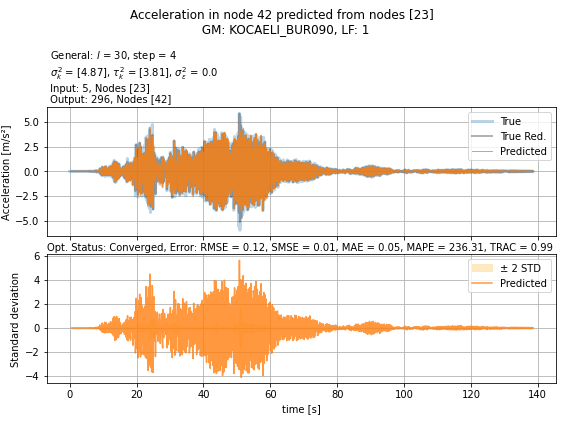 Acceleration in node 42 predicted from nodes [23]
GM: KOCAELI_BUR090, LF: 1
General: l = 30, step = 4
σ²ₖ = [4.87], τ²ₖ = [3.81], σ²ε = 0.0
Input: 5, Nodes [23]
Output: 296, Nodes [42]
Acceleration [m/s²]
5.0
2.5
0.0
−2.5
−5.0
True
True Red.
Predicted
Opt. Status: Converged, Error: RMSE = 0.12, SMSE = 0.01, MAE = 0.05, MAPE = 236.31, TRAC = 0.99
Standard deviation
6
4
2
0
−2
−4
± 2 STD
Predicted
0 20 40 60 80 100 120 140
time [s]